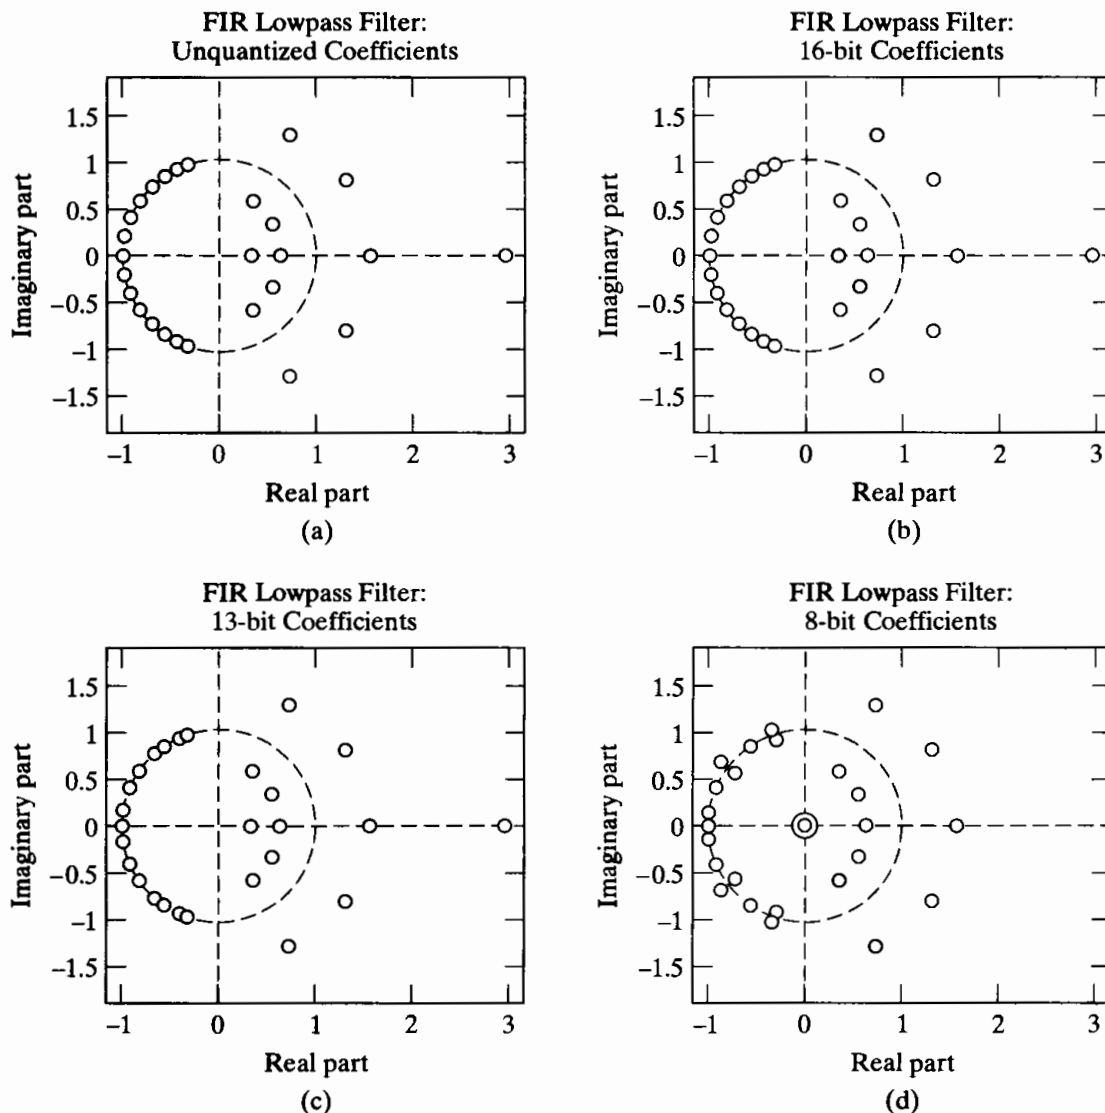 FIR Lowpass Filter:
Unquantized Coefficients
1.5
1
0.5
0
−0.5
−1
−1.5
Imaginary part
−1 0 1 2 3
Real part
(a)
FIR Lowpass Filter:
16-bit Coefficients
1.5
1
0.5
0
−0.5
−1
−1.5
Imaginary part
−1 0 1 2 3
Real part
(b)
FIR Lowpass Filter:
13-bit Coefficients
1.5
1
0.5
0
−0.5
−1
−1.5
Imaginary part
−1 0 1 2 3
Real part
(c)
FIR Lowpass Filter:
8-bit Coefficients
1.5
1
0.5
0
−0.5
−1
−1.5
Imaginary part
−1 0 1 2 3
Real part
(d)